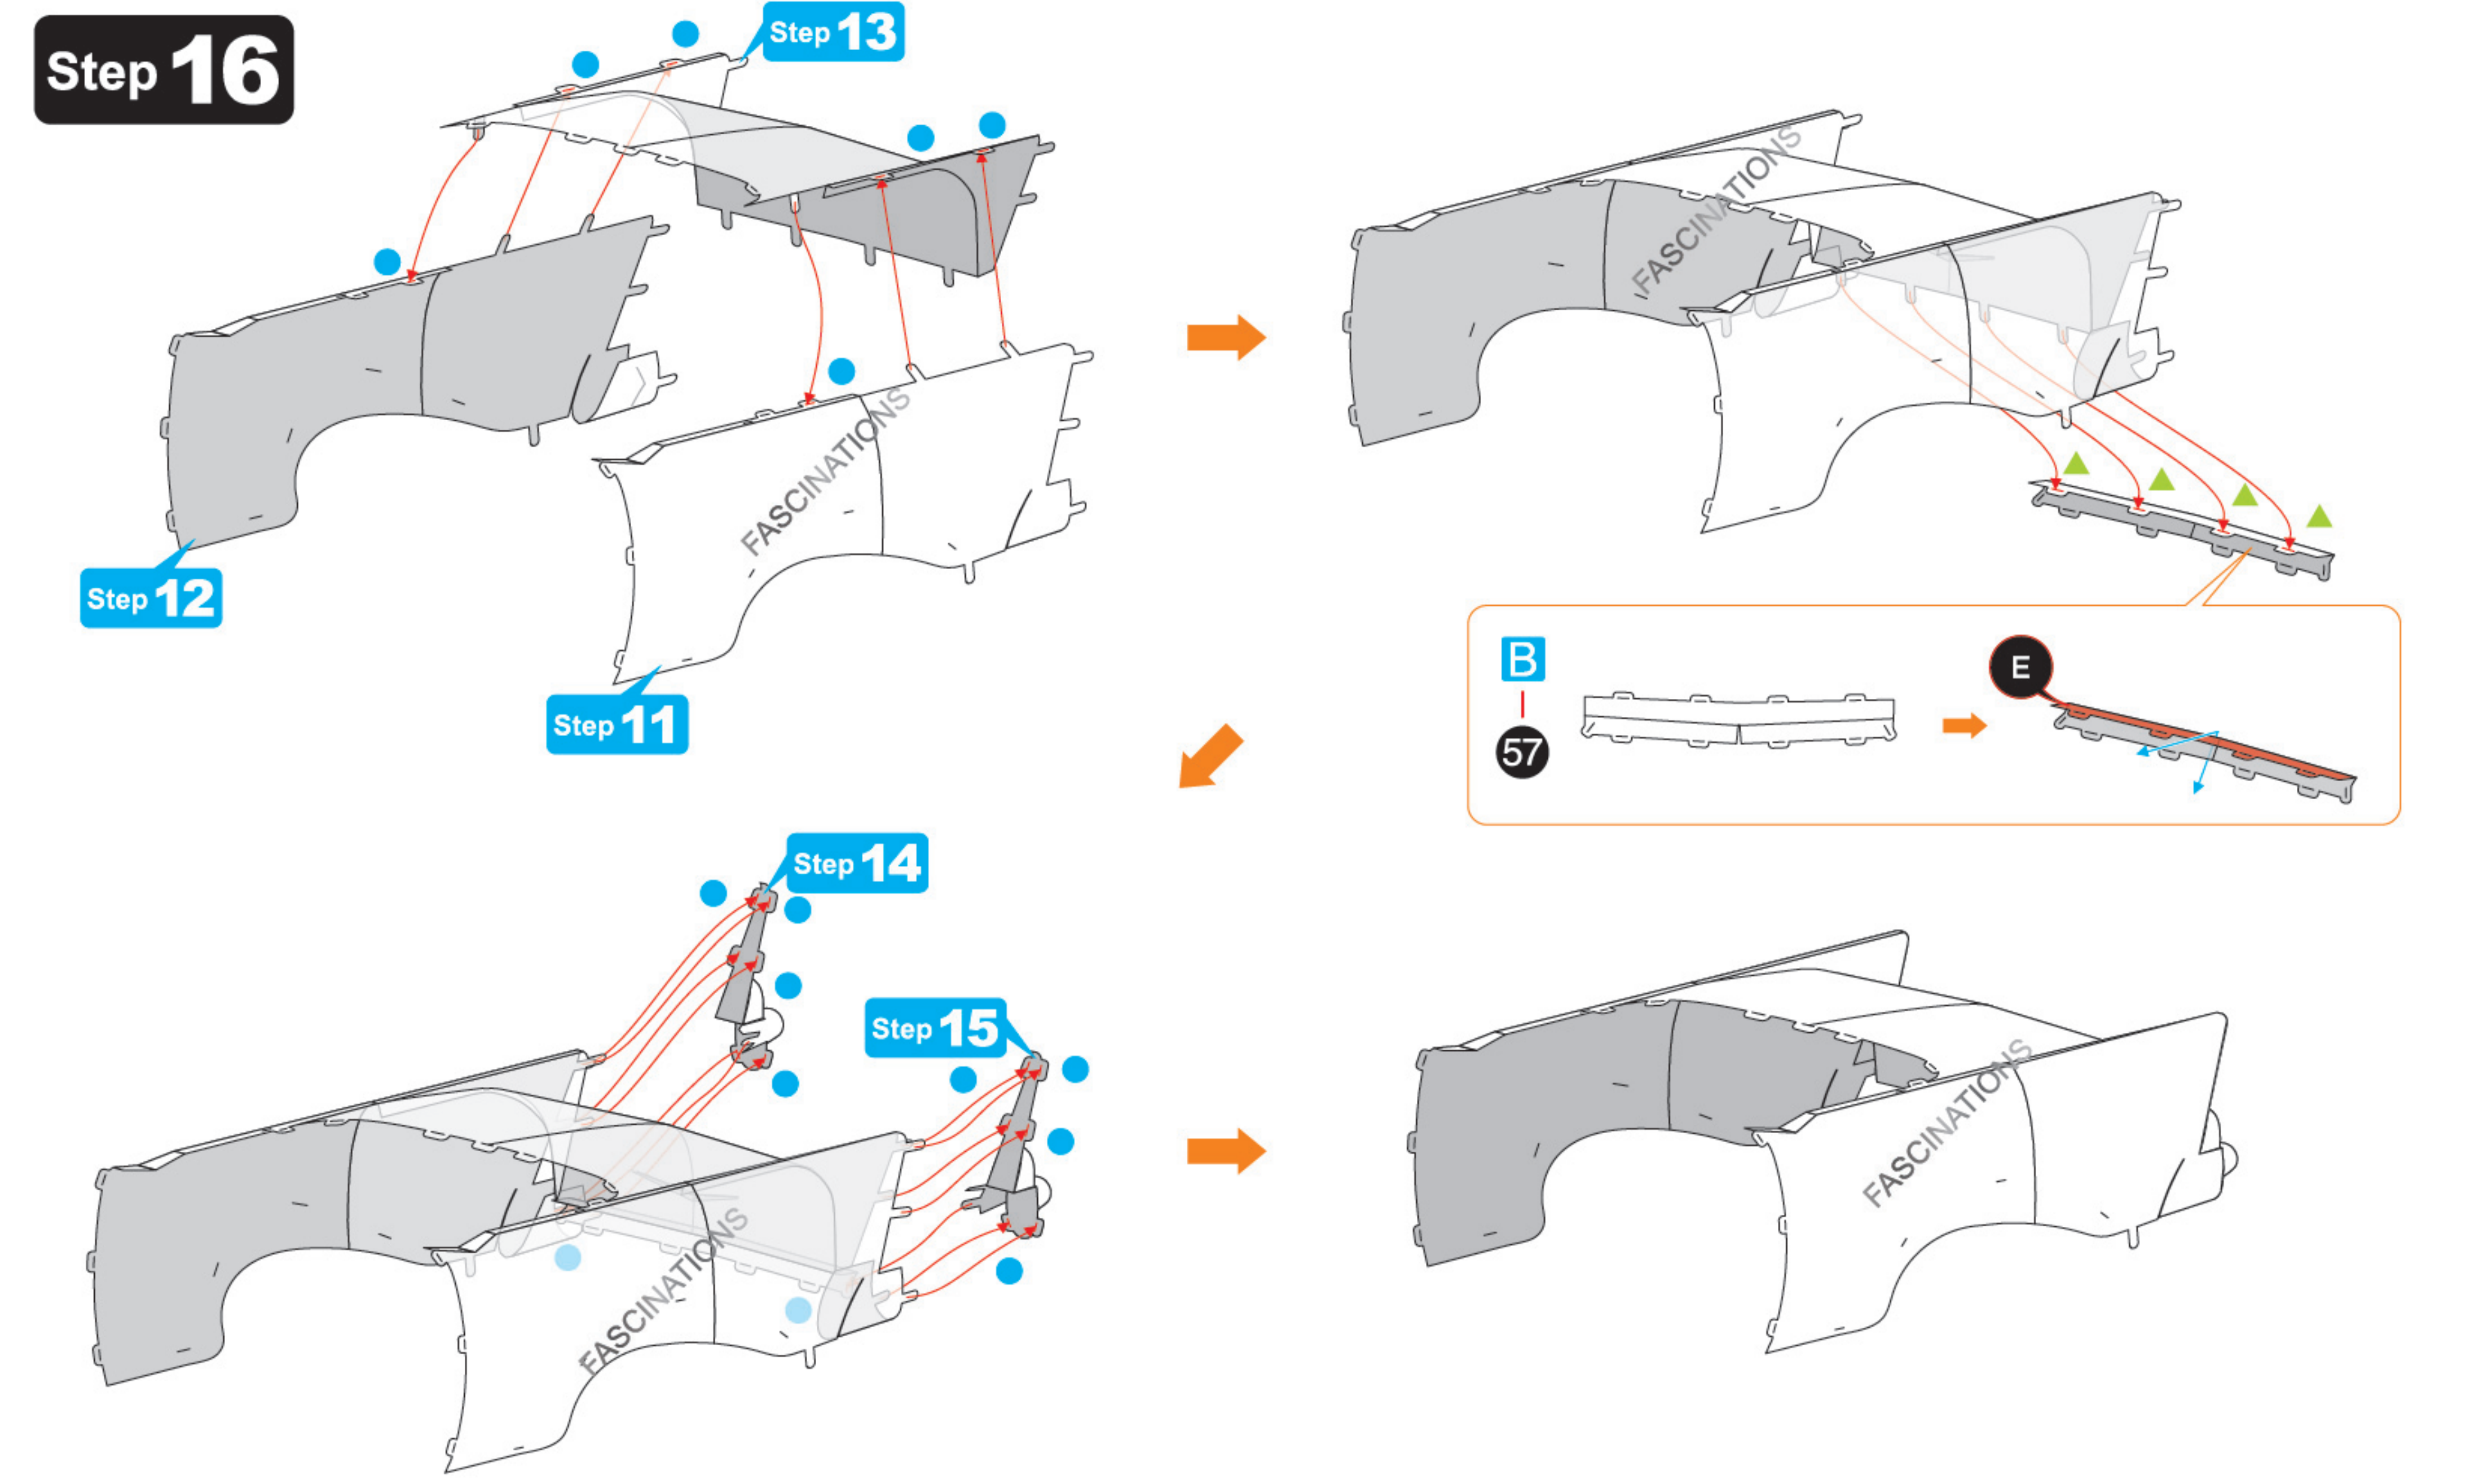 Step 16
Step 13
FASCINATIONS
Step 12
FASCINATIONS
Step 11
B
57
E
Step 14
Step 15
FASCINATIONS
FASCINATIONS